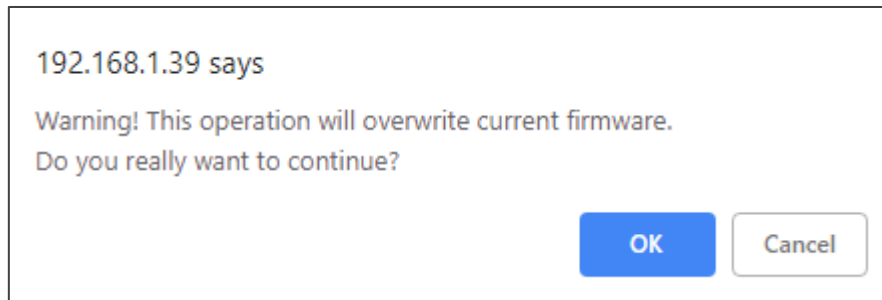 192.168.1.39 says
Warning! This operation will overwrite current firmware.
Do you really want to continue?
OK
Cancel